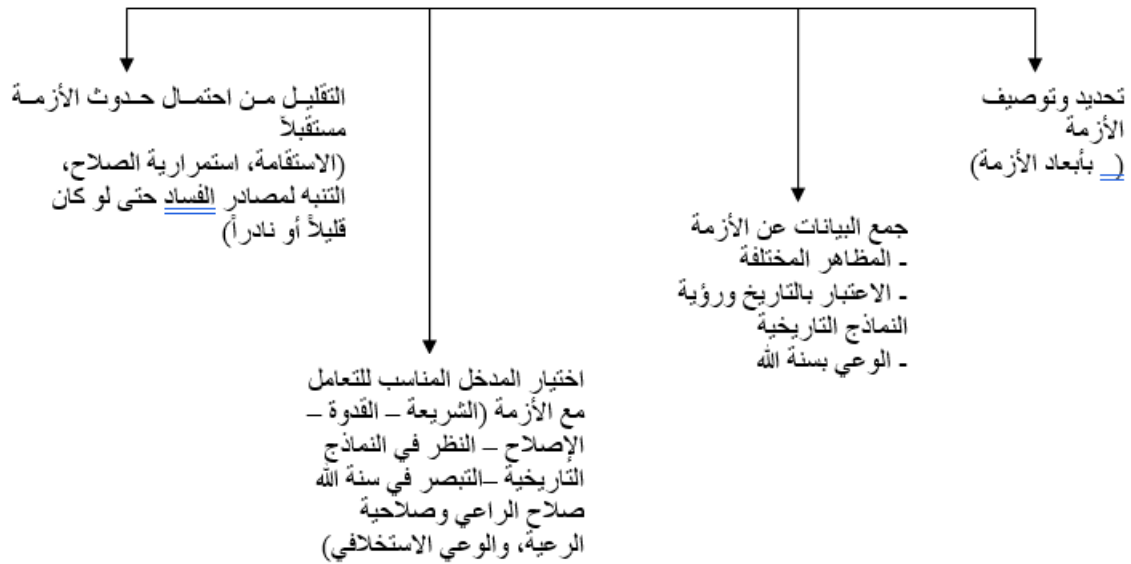 تحديد وتوصيف
الأزمة
(_ بأبعاد الأزمة)
جمع البيانات عن الأزمة
- المظاهر المختلفة
- الاعتبار بالتاريخ ورؤية
النماذج التاريخية
- الوعي بسنة الله
اختيار المدخل المناسب للتعامل
مع الأزمة (الشريعة – القدوة –
الإصلاح – النظر في النماذج
التاريخية –التبصر في سنة الله
صلاح الراعي وصلاحية
الرعية، والوعي الاستخلافي)
التقليل من احتمال حدوث الأزمة
مستقبلاً
(الاستقامة، استمرارية الصلاح،
التنبه لمصادر الفساد حتى لو كان
قليلاً أو نادراً)